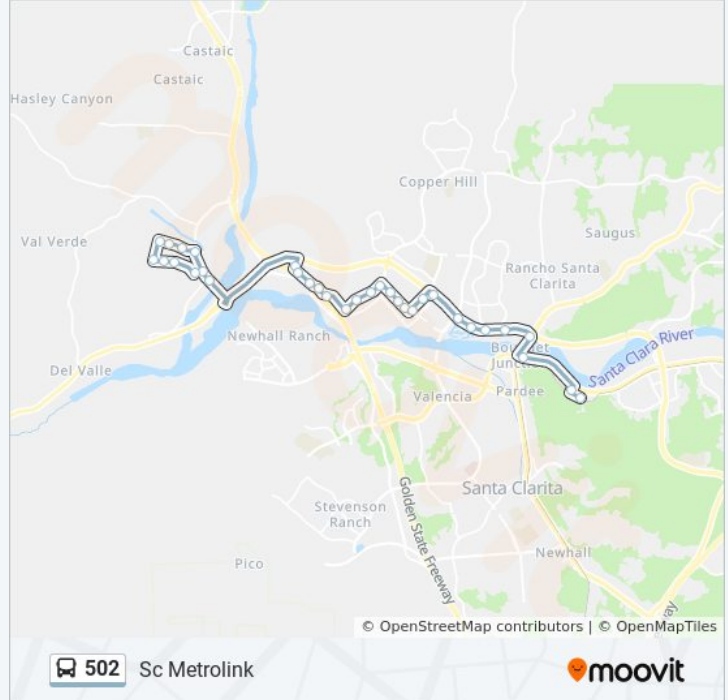 Castaic
Castaic
Hasley Canyon
Copper Hill
Val Verde
Saugus
Rancho Santa
Clarita
Newhall Ranch
Santa Clara River
Del Valle
Valencia
Pardee
Santa Clarita
Stevenson
Ranch
Golden State Freeway
Newhall
Pico
© OpenStreetMap contributors | © OpenMapTiles
502 Sc Metrolink
moovit